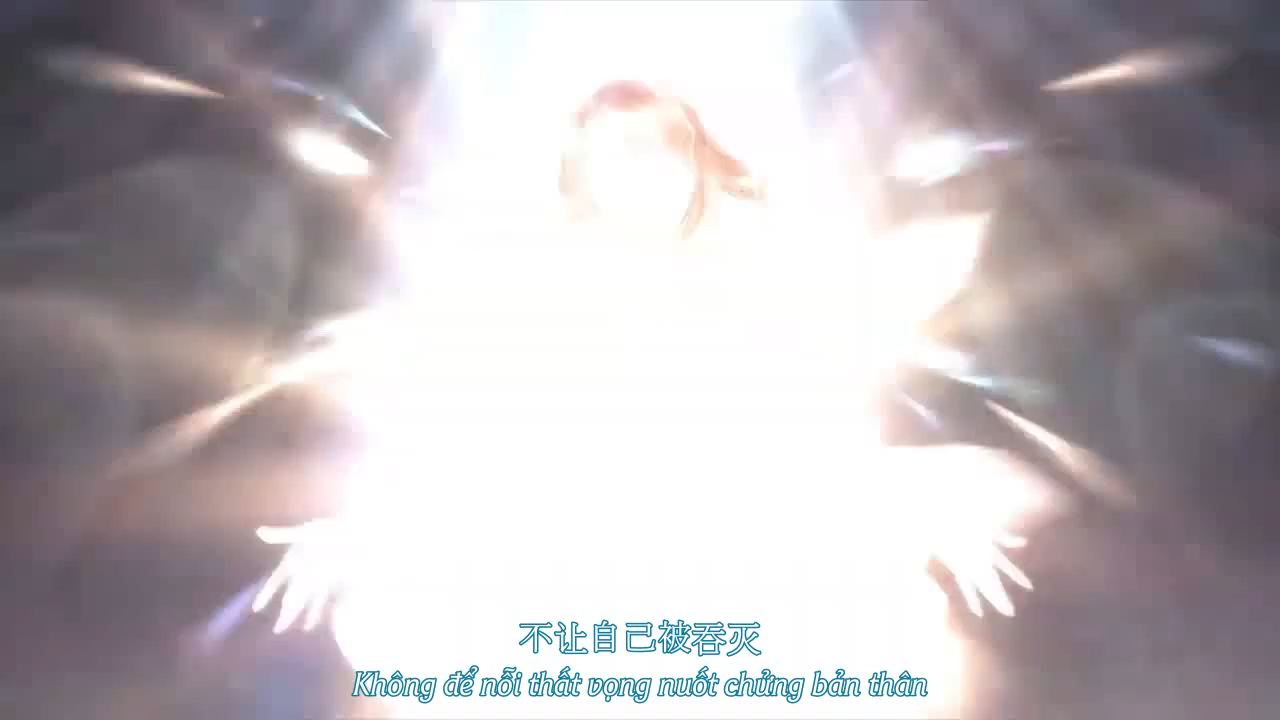 不让自己被吞灭
Không để nỗi thất vọng nuốt chửng bản thân